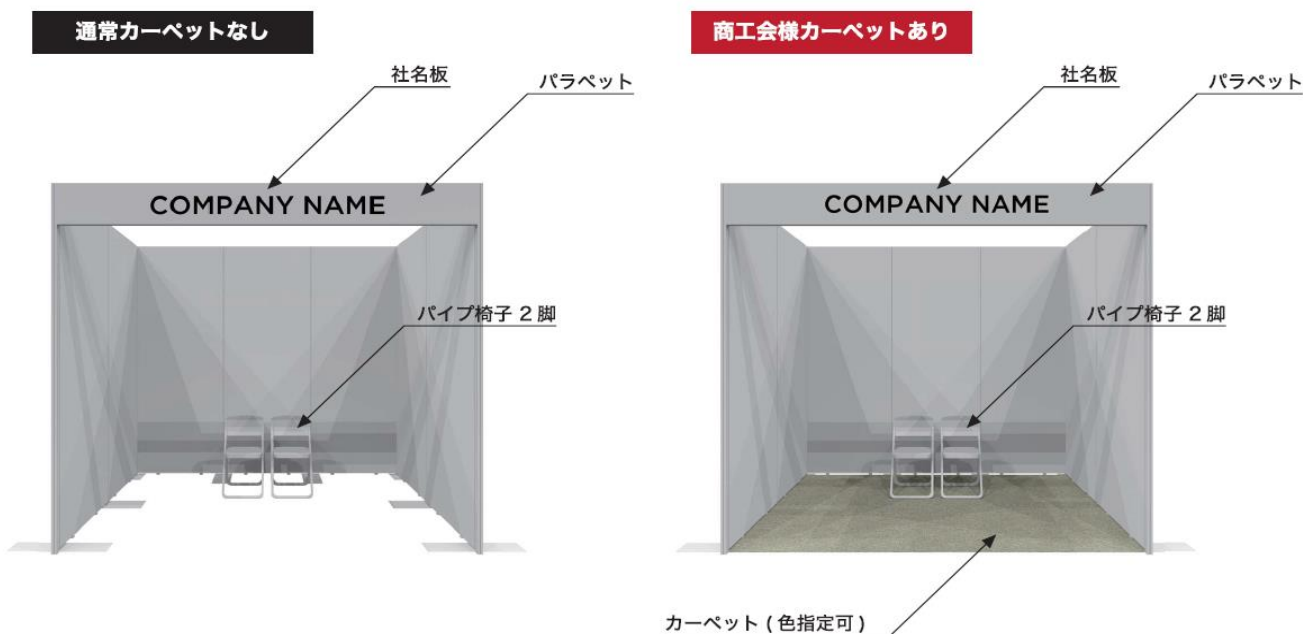 通常カーペットなし
社名板
パラペット
COMPANY NAME
パイプ椅子 2 脚
商工会様カーペットあり
社名板
パラペット
COMPANY NAME
パイプ椅子 2 脚
カーペット ( 色指定可 )